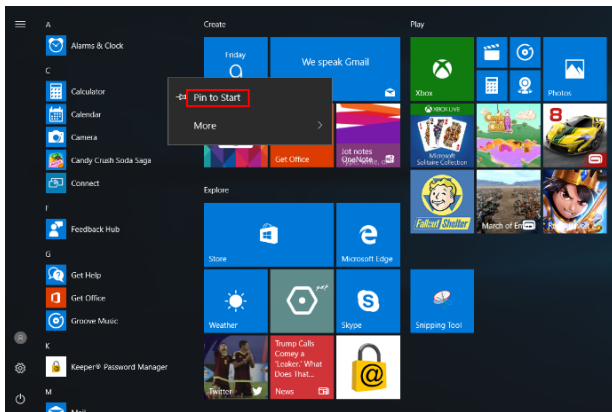 A
Alarms & Clock
C
Calculator
Calendar
Camera
Candy Crush Soda Saga
Connect
F
Feedback Hub
G
Get Help
Get Office
Groove Music
K
Keeper® Password Manager
M
Create
Friday
We speak Gmail
Pin to Start
More
Get Office
Jot notes
OneNote
Explore
Store
Microsoft Edge
Weather
Skype
Twitter
Trump Calls
Comey a
'Leaker.' What
Does That...
News
Play
Xbox
Photos
XBOX LIVE
Microsoft
Solitaire Collection
8
Fallout Shelter
March of Em
Snipping Tool